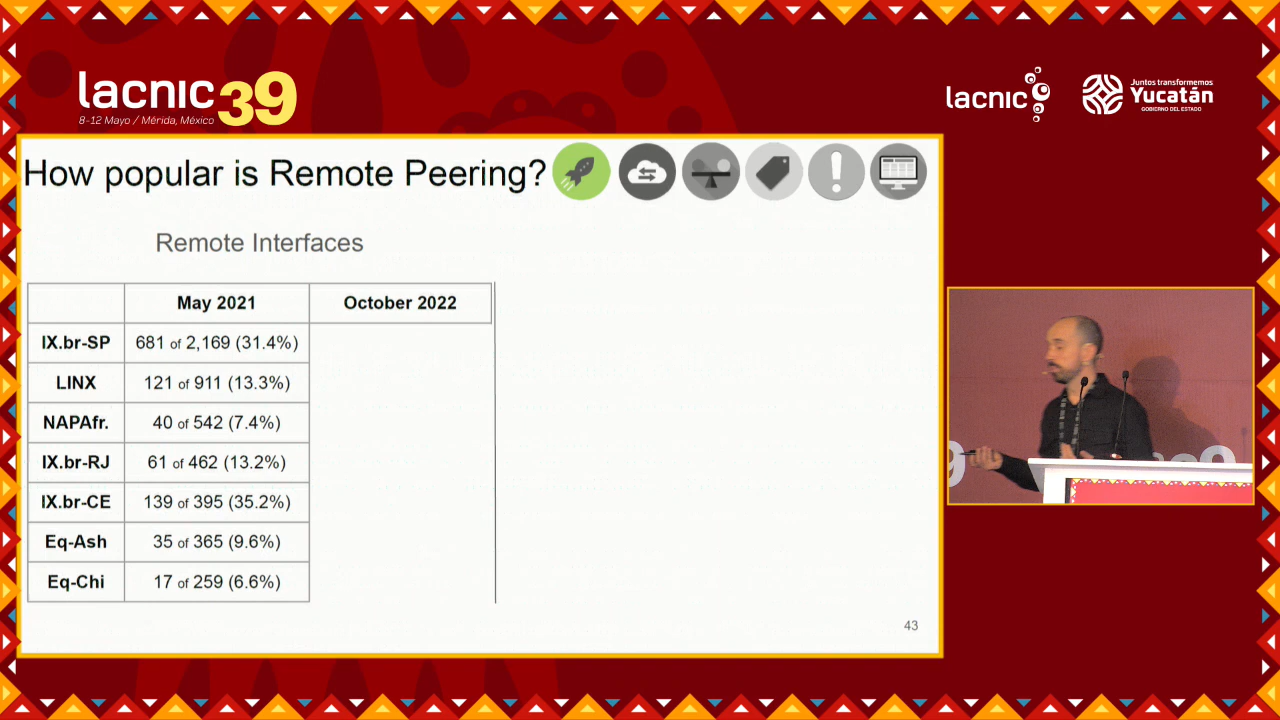 lacnic 39
8-12 Mayo / Mérida, México
lacnic
Juntos transformemos
Yucatán
GOBIERNO DEL ESTADO
How popular is Remote Peering?
Remote Interfaces
May 2021 October 2022
IX.br-SP 681 of 2,169 (31.4%)
LINX 121 of 911 (13.3%)
NAPAfr. 40 of 542 (7.4%)
IX.br-RJ 61 of 462 (13.2%)
IX.br-CE 139 of 395 (35.2%)
Eq-Ash 35 of 365 (9.6%)
Eq-Chi 17 of 259 (6.6%)
43